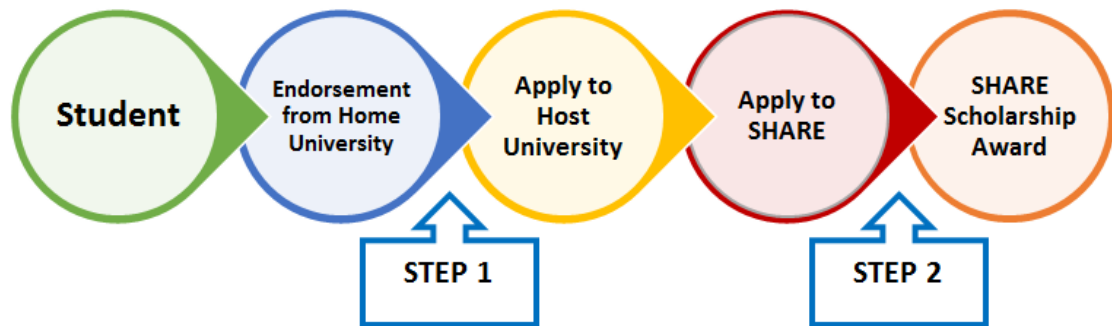 Student
Endorsement
from Home
University
Apply to
Host
University
Apply to
SHARE
SHARE
Scholarship
Award
STEP 1
STEP 2